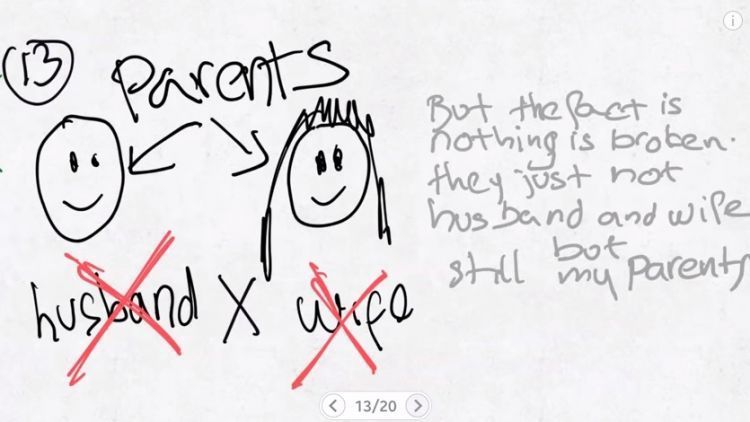 13
Parents
husband X wife
But the fact is
nothing is broken.
they just not
husband and wife
still but my parents
13/20